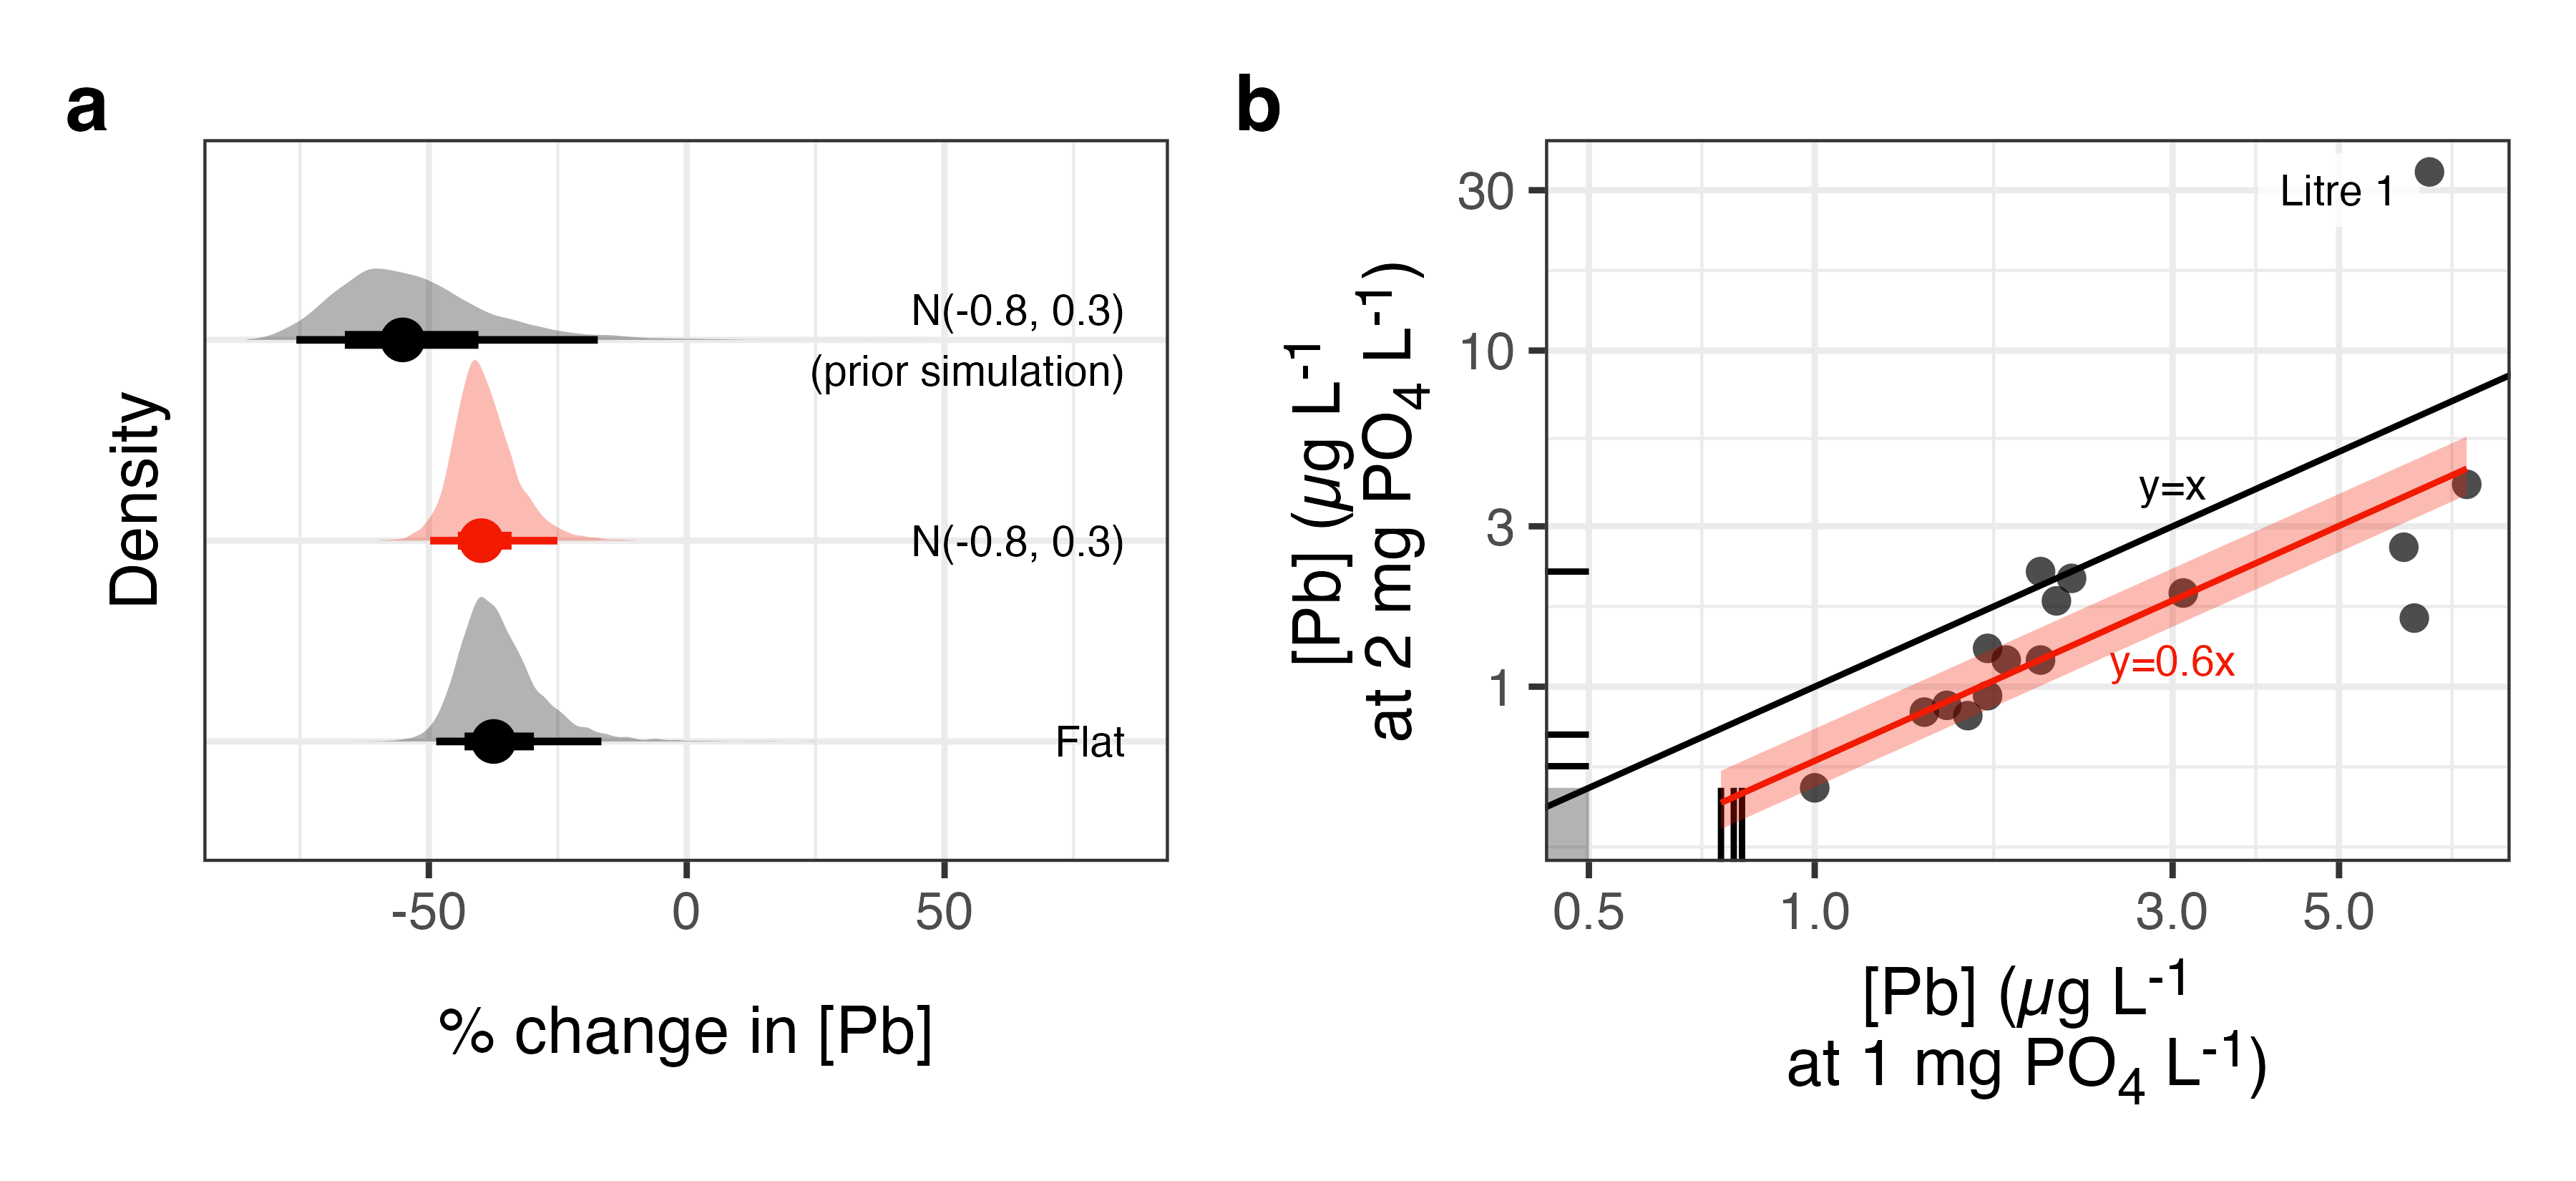 a
Density
N(-0.8, 0.3)
(prior simulation)
N(-0.8, 0.3)
Flat
-50 0 50
% change in [Pb]
b
[Pb] (µg L⁻¹
at 2 mg PO₄ L⁻¹)
30
10
3
1
Litre 1
y=x
y=0.6x
0.5 1.0 3.0 5.0
[Pb] (µg L⁻¹
at 1 mg PO₄ L⁻¹)